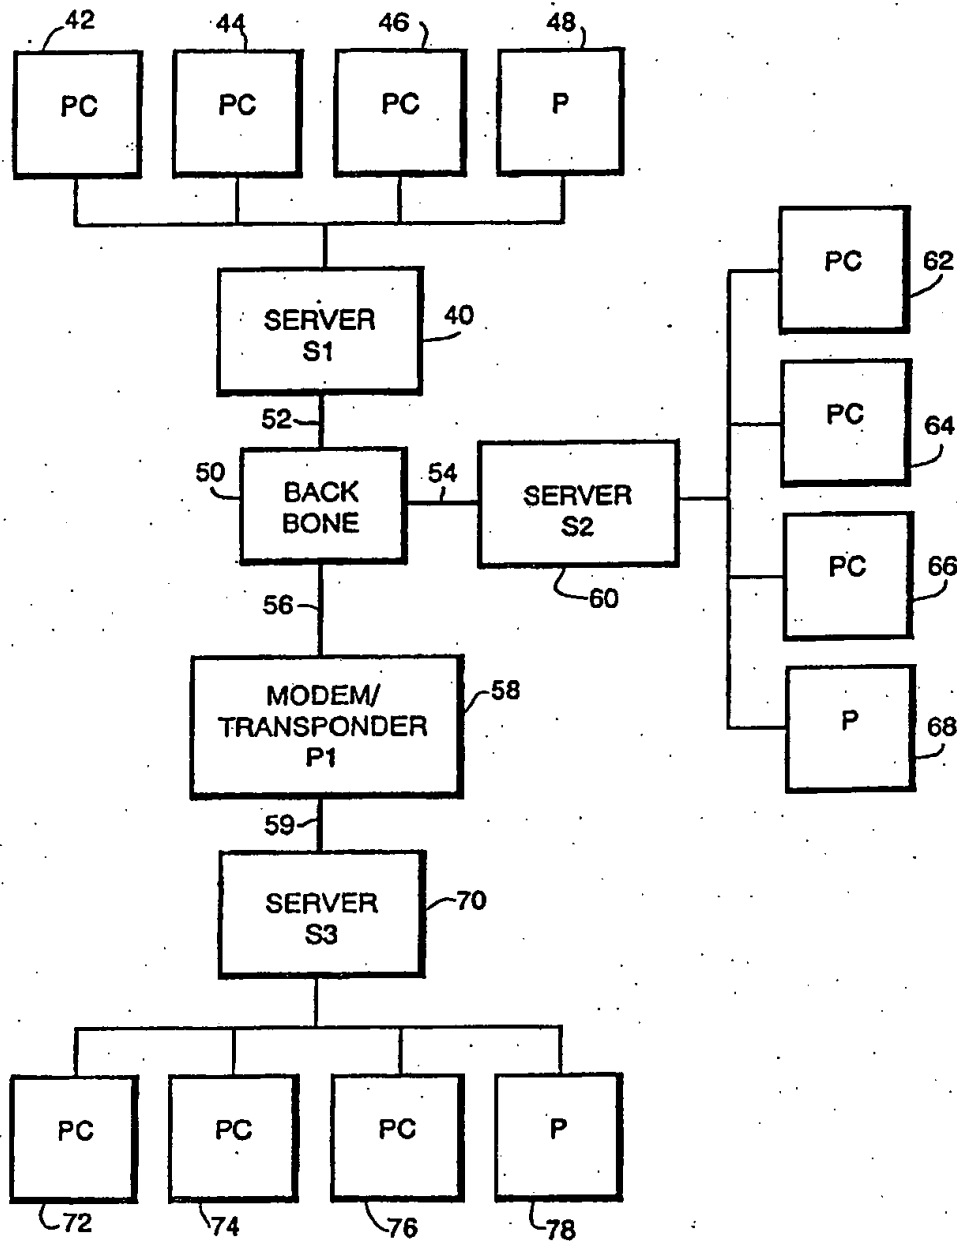 42
44
46
48
PC
PC
PC
P
SERVER
S1
40
52
50
BACK
BONE
54
SERVER
S2
60
PC
62
PC
64
PC
66
P
68
56
MODEM/
TRANSPONDER
P1
58
59
SERVER
S3
70
PC
PC
PC
P
72
74
76
78